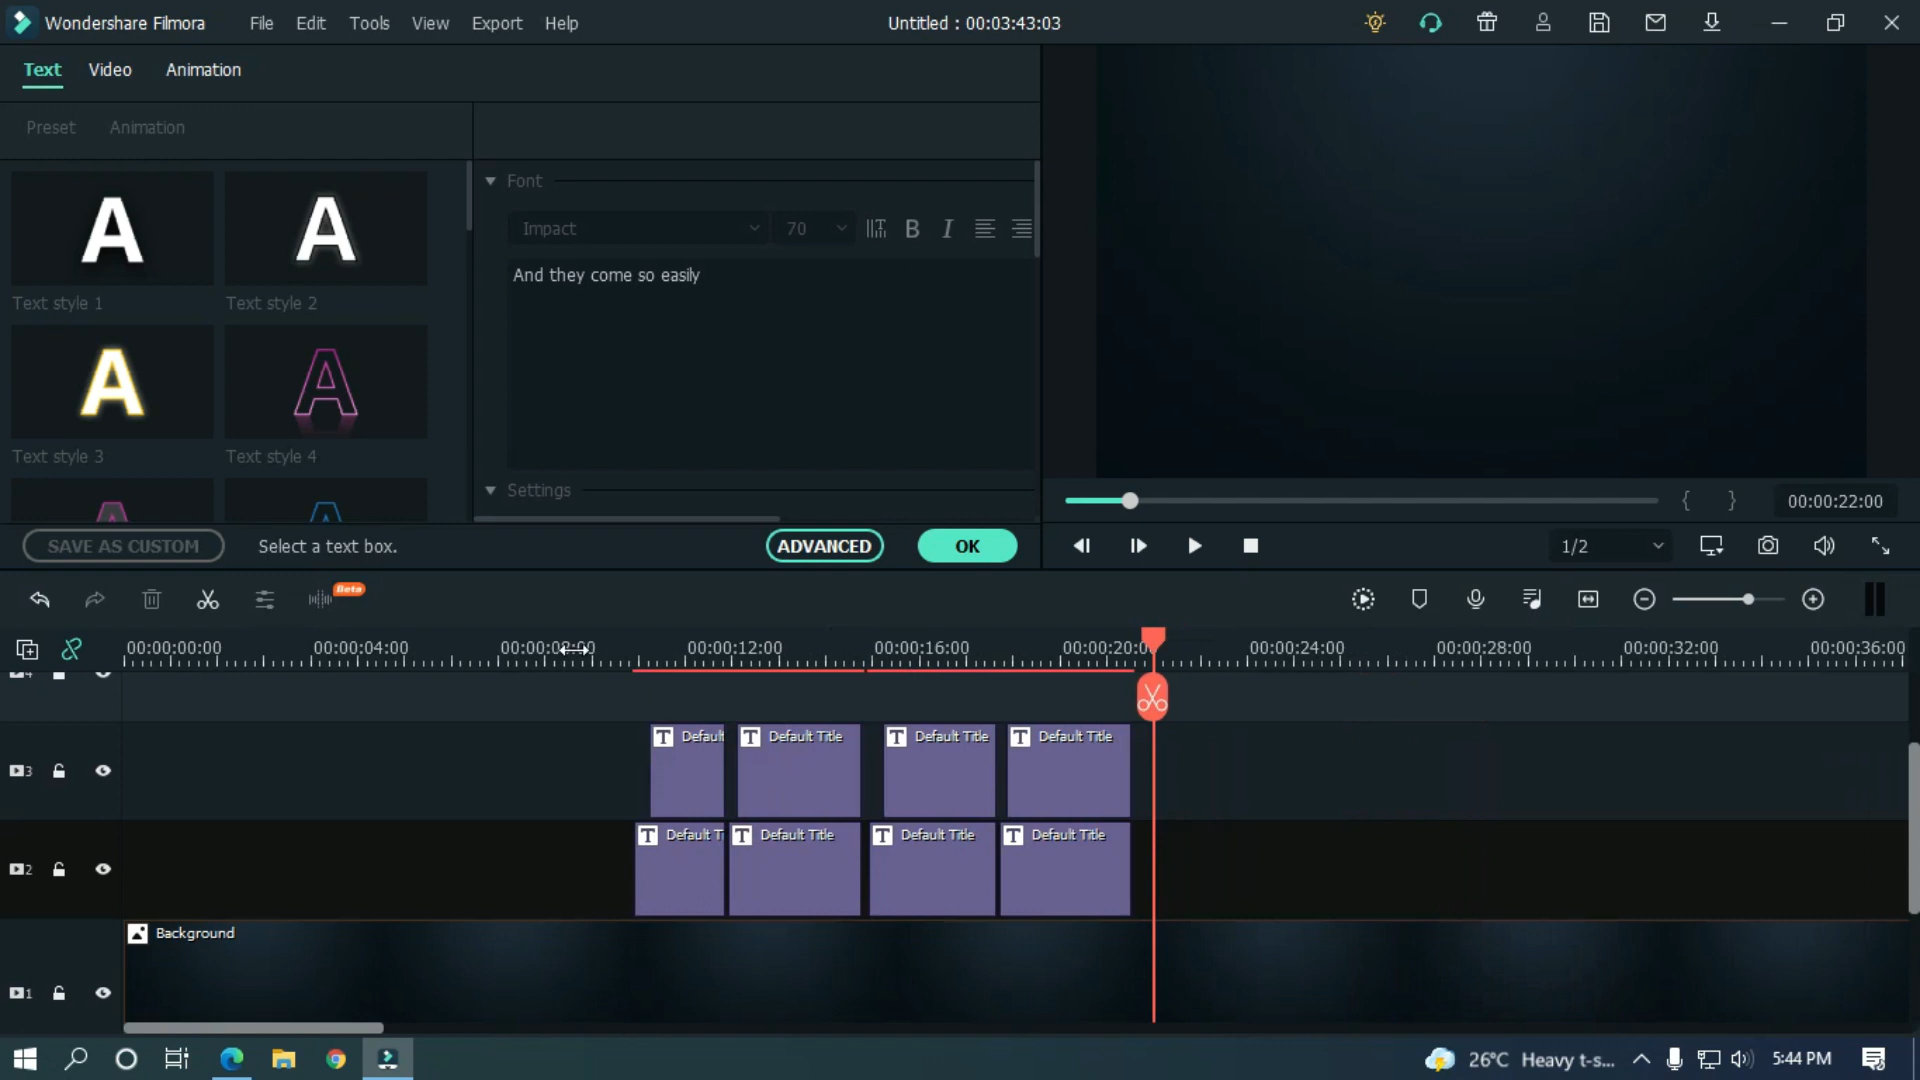 Wondershare Filmora File Edit Tools View Export Help Untitled : 00:03:43:03
Text Video Animation
Preset Animation
Font
Impact 70 B I
And they come so easily
Text style 1 Text style 2
Text style 3 Text style 4
Settings
SAVE AS CUSTOM Select a text box. ADVANCED OK
{ } 00:00:22:00
1/2
Beta
00:00:00:00 00:00:04:00 00:00:12:00 00:00:16:00 00:00:20:0 00:00:24:00 00:00:28:00 00:00:32:00 00:00:36:00
4
T Default T Default Title T Default Title T Default Title
3
T Default T T Default Title T Default Title T Default Title
2
Background
1
26°C Heavy t-s... 5:44 PM